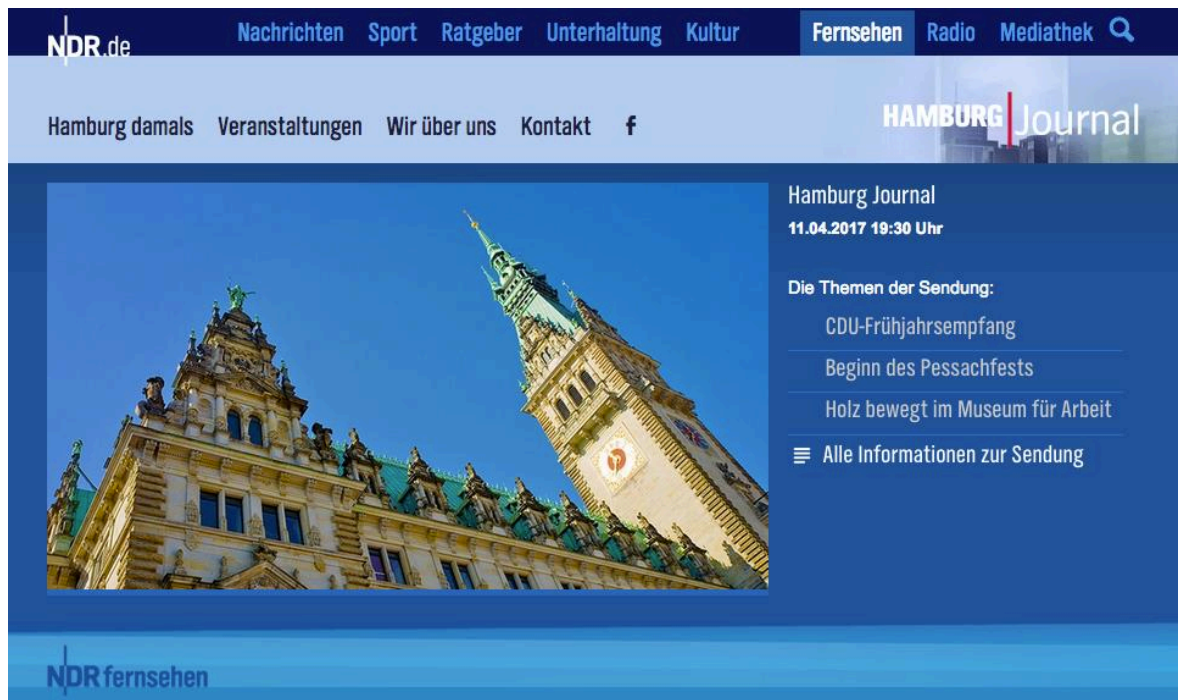 NDR.de
Nachrichten Sport Ratgeber Unterhaltung Kultur Fernsehen Radio Mediathek
Hamburg damals Veranstaltungen Wir über uns Kontakt f
HAMBURG Journal
Hamburg Journal
11.04.2017 19:30 Uhr
Die Themen der Sendung:
CDU-Frühjahrsempfang
Beginn des Pessachfests
Holz bewegt im Museum für Arbeit
Alle Informationen zur Sendung
NDR fernsehen